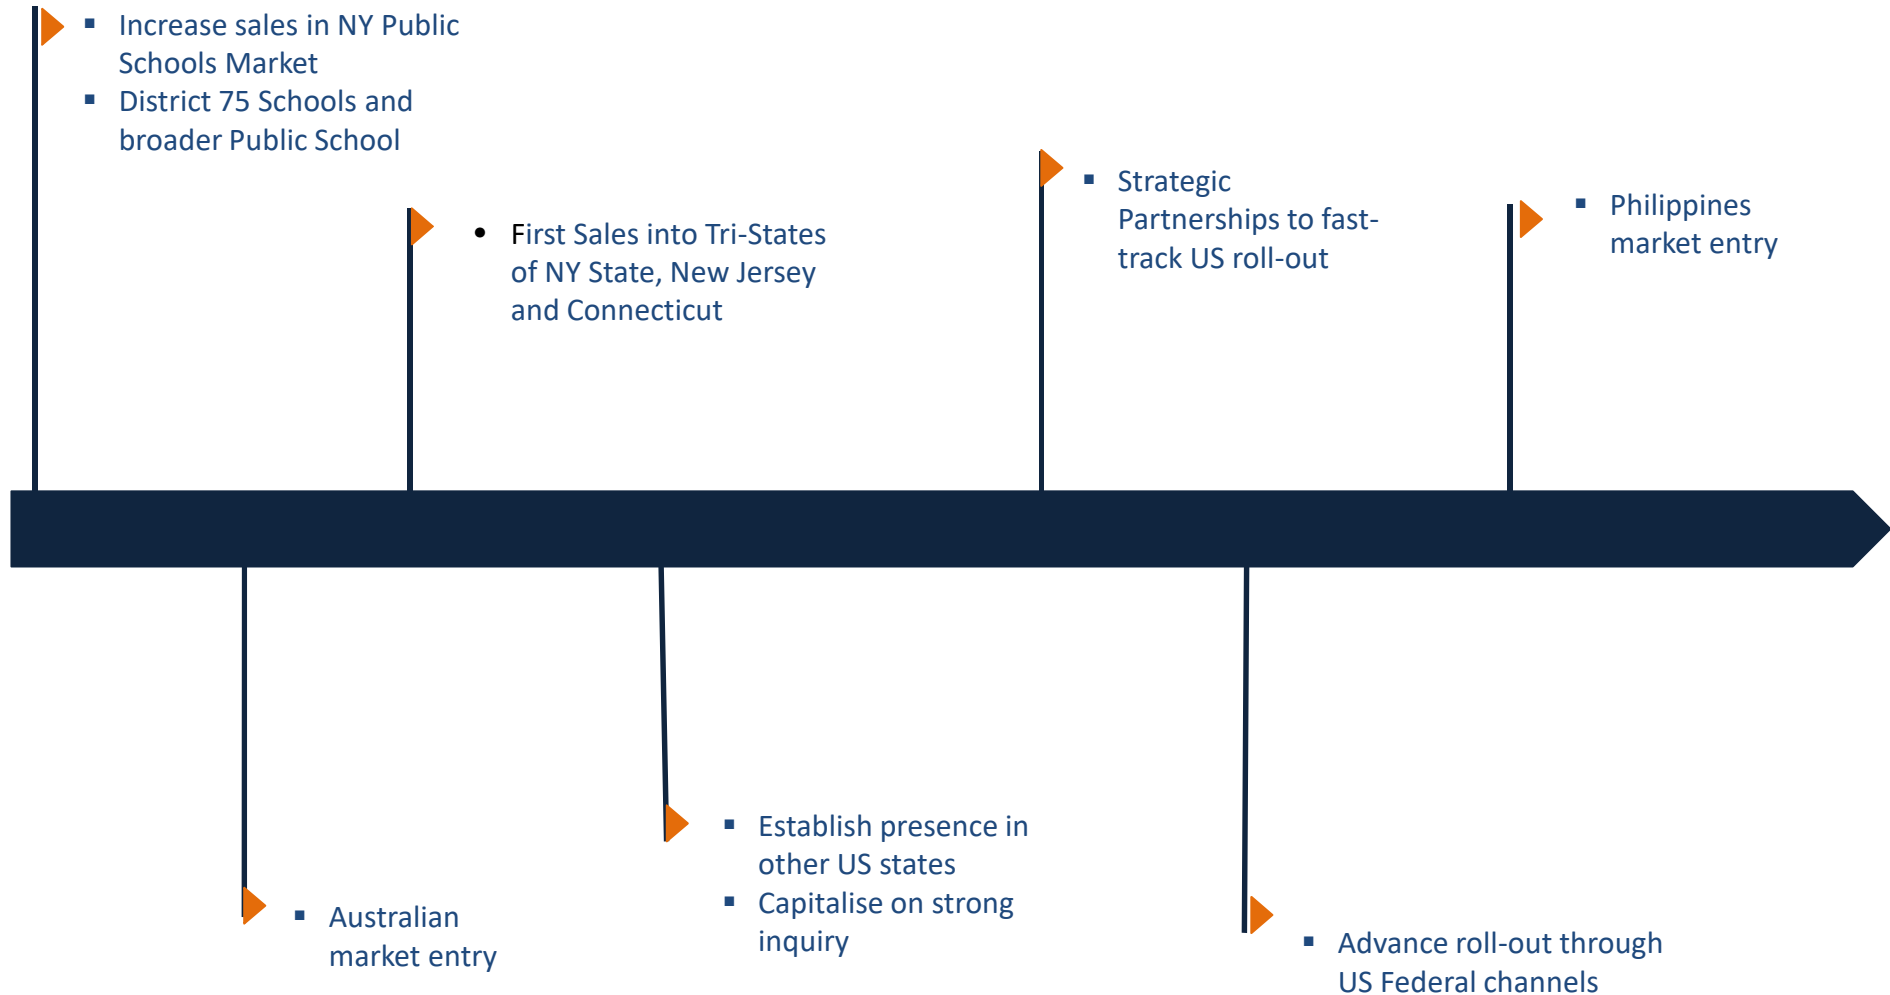 ▪ Increase sales in NY Public
Schools Market
▪ District 75 Schools and
broader Public School
• First Sales into Tri-States
of NY State, New Jersey
and Connecticut
▪ Strategic
Partnerships to fast-
track US roll-out
▪ Philippines
market entry
▪ Australian
market entry
▪ Establish presence in
other US states
▪ Capitalise on strong
inquiry
▪ Advance roll-out through
US Federal channels